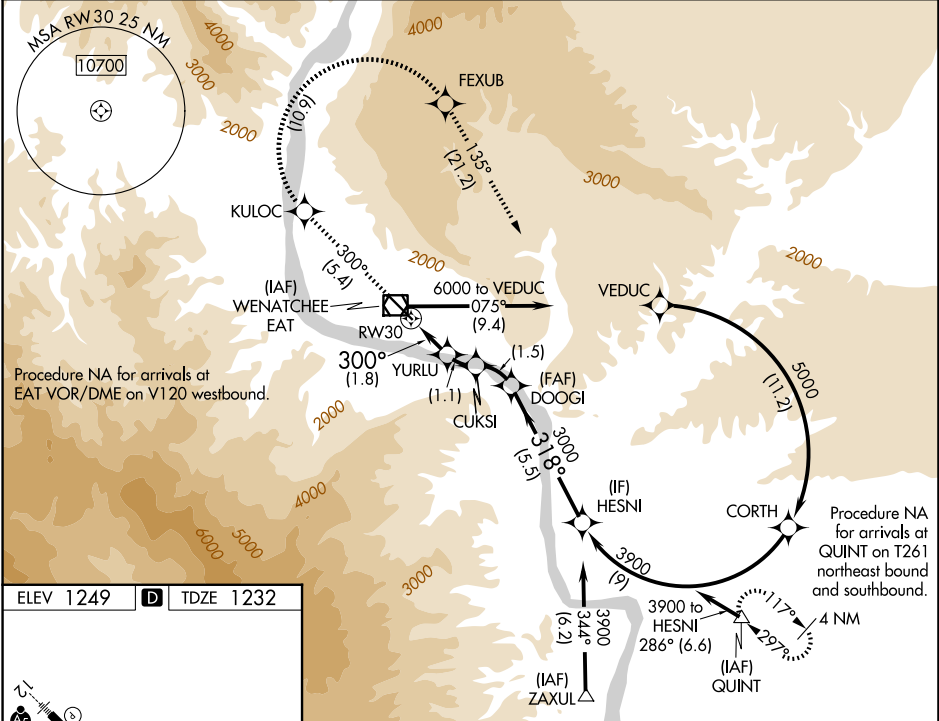 MSA RW30 25 NM
10700
4000
3000
2000
4000
FEXUB
(10.9)
135°
(21.2)
3000
KULOC
300°
(5.4)
2000
2000
(IAF)
WENATCHEE
EAT
6000 to VEDUC
075°
(9.4)
VEDUC
RW30
300°
(1.8)
YURLU
(1.5)
(1.1)
CUKSI
(FAF)
DOOGI
5000
(11.2)
Procedure NA for arrivals at
EAT VOR/DME on V120 westbound.
2000
3000
318°
(5.5)
4000
(IF)
HESNI
CORTH
Procedure NA
for arrivals at
QUINT on T261
northeast bound
and southbound.
6000
5000
3000
3900
(9)
3900 to
HESNI
286° (6.6)
117°
4 NM
297°
(IAF)
QUINT
3900
344°
(6.2)
(IAF)
ZAXUL
ELEV 1249
D
TDZE 1232
12
P